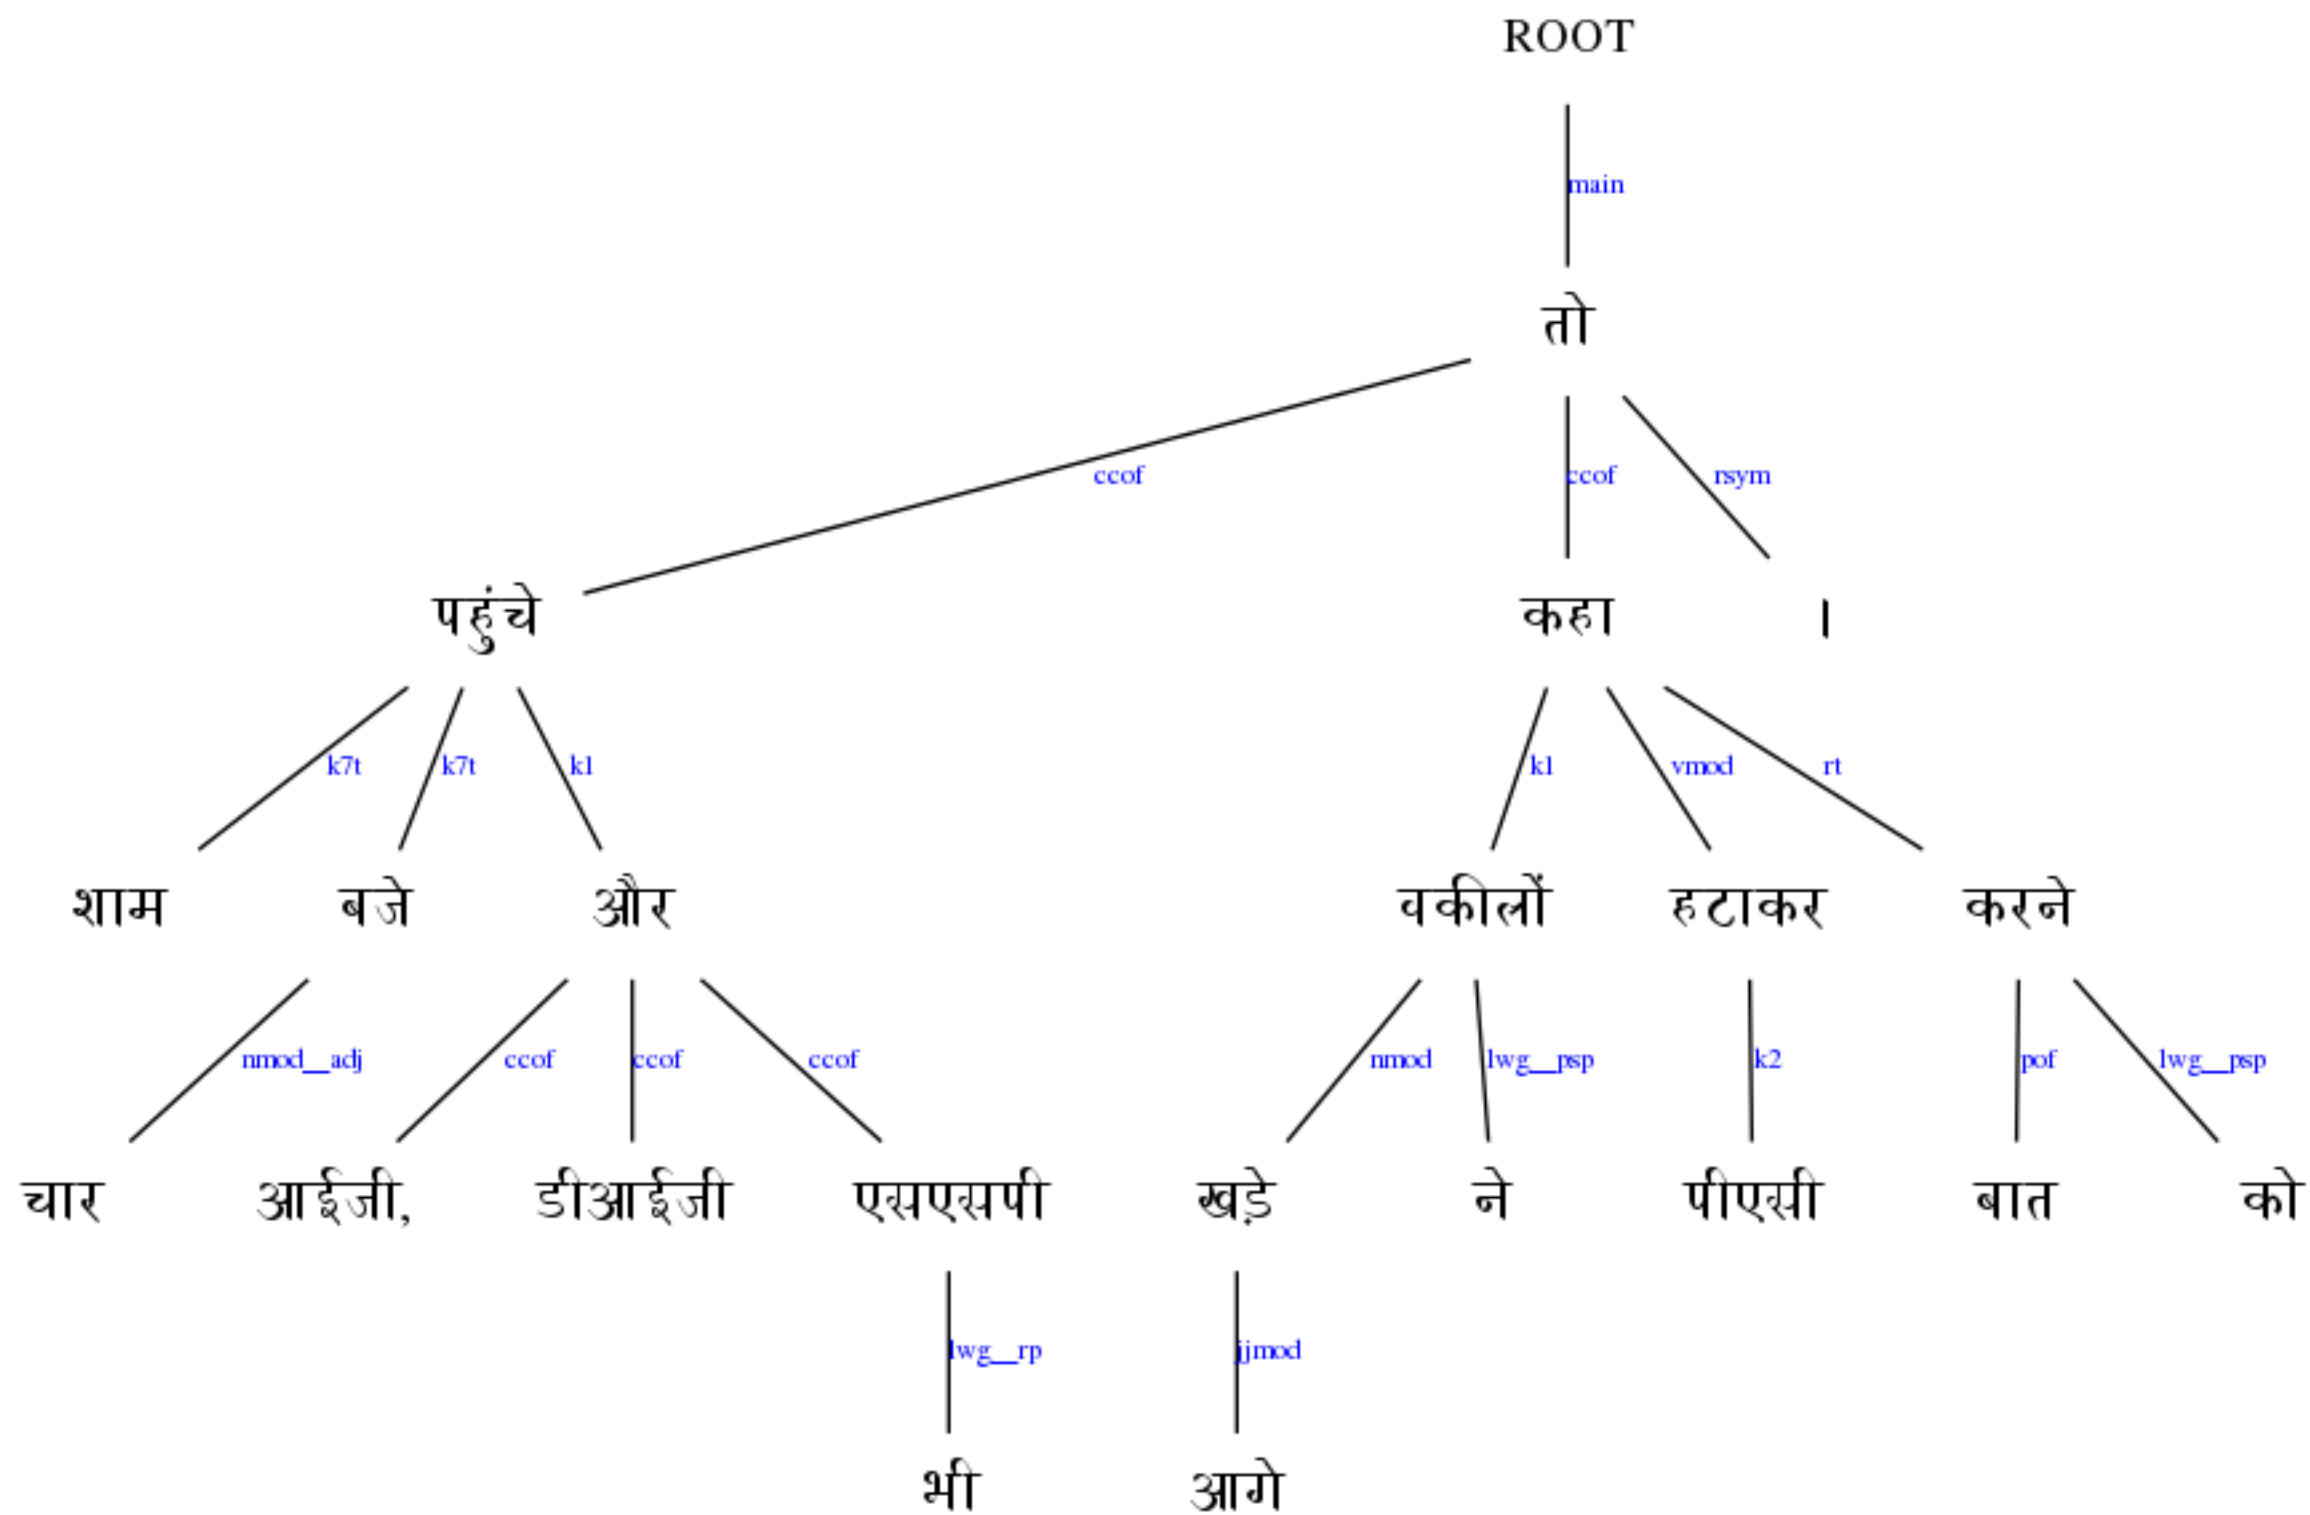 ROOT
main
तो
ccof ccof rsym
पहुंचे कहा ।
k7t k7t k1 k1 vmod rt
शाम बजे और वकीलों हटाकर करने
nmod__adj ccof ccof ccof nmod lwg__psp k2 pof lwg__psp
चार आईजी, डीआईजी एसएसपी खड़े ने पीएसी बात को
lwg__rp jjmod
भी आगे